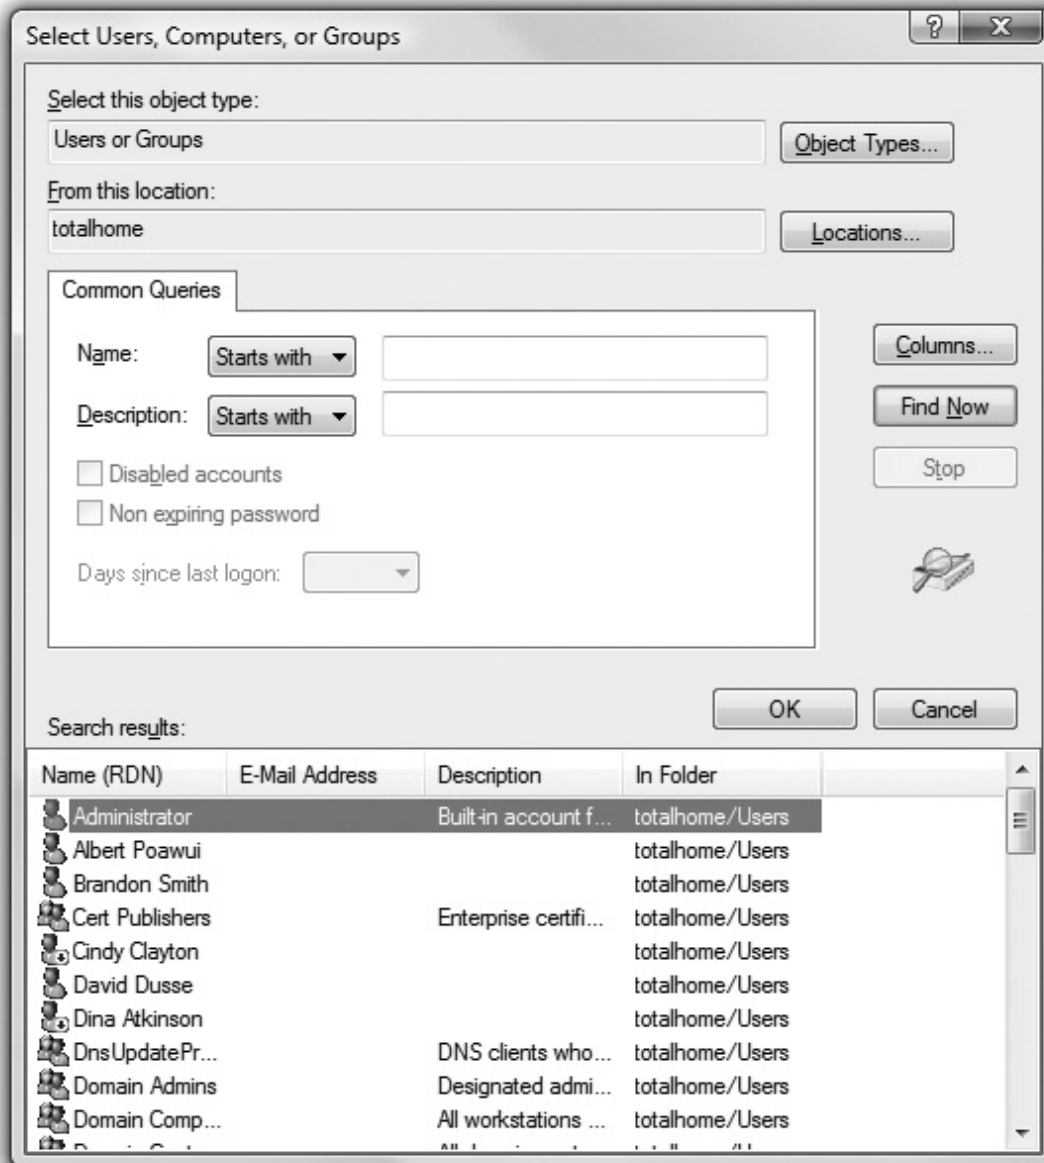 Select Users, Computers, or Groups
Select this object type:
Users or Groups
Object Types...
From this location:
totalhome
Locations...
Common Queries
Name: Starts with
Description: Starts with
Disabled accounts
Non expiring password
Days since last logon:
Columns...
Find Now
Stop
OK Cancel
Search results:
Name (RDN) E-Mail Address Description In Folder
Administrator Built-in account f... totalhome/Users
Albert Poawui totalhome/Users
Brandon Smith totalhome/Users
Cert Publishers Enterprise certifi... totalhome/Users
Cindy Clayton totalhome/Users
David Dusse totalhome/Users
Dina Atkinson totalhome/Users
DnsUpdatePr... DNS clients who... totalhome/Users
Domain Admins Designated admi... totalhome/Users
Domain Comp... All workstations ... totalhome/Users